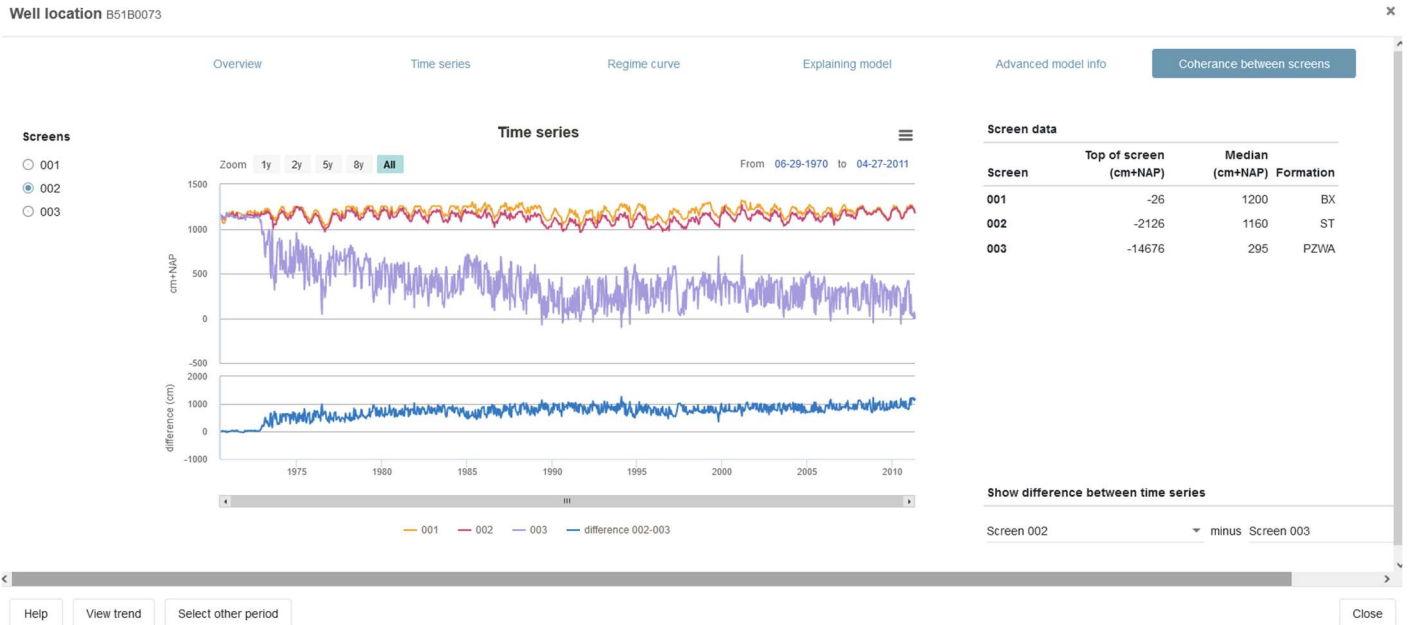 Well location B51B0073 ×
Overview Time series Regime curve Explaining model Advanced model info Coherance between screens
Screens
001
002
003
Time series
Zoom 1y 2y 5y 8y All From 06-29-1970 to 04-27-2011
cm+NAP
1500
1000
500
0
-500
difference (cm)
2000
1000
0
-1000
1975 1980 1985 1990 1995 2000 2005 2010
001 002 003 difference 002-003
Screen data
Screen Top of screen (cm+NAP) Median (cm+NAP) Formation
001 -26 1200 BX
002 -2126 1160 ST
003 -14676 295 PZWA
Show difference between time series
Screen 002 minus Screen 003
Help View trend Select other period Close